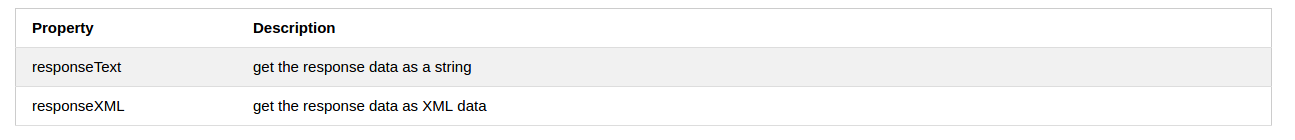 Property Description
responseText get the response data as a string
responseXML get the response data as XML data